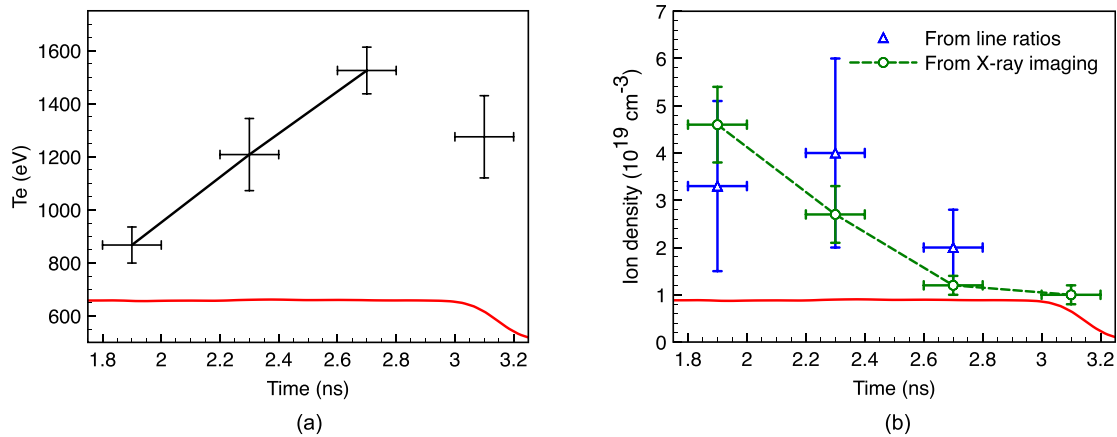 1600
1400
1200
1000
800
600
Te (eV)
1.8 2 2.2 2.4 2.6 2.8 3 3.2
Time (ns)
(a)
7
6
5
4
3
2
1
0
Ion density (10^19 cm^-3)
From line ratios
From X-ray imaging
1.8 2 2.2 2.4 2.6 2.8 3 3.2
Time (ns)
(b)